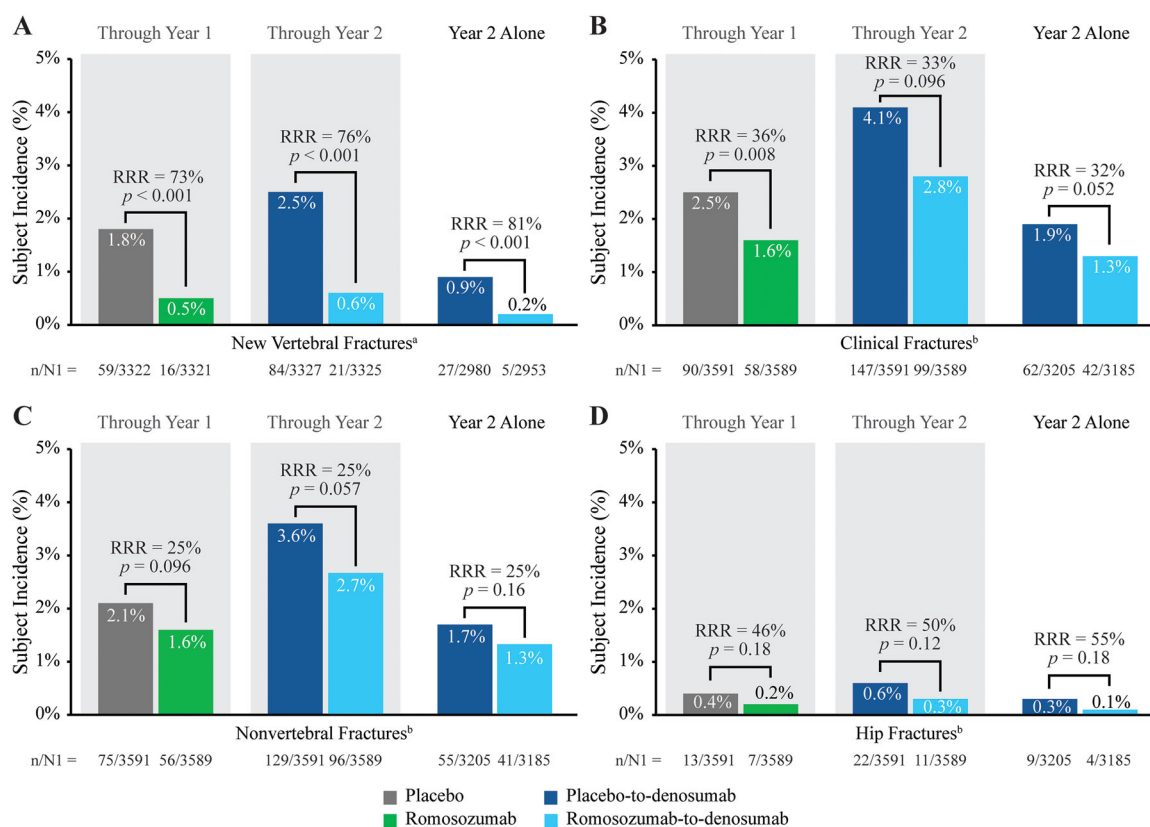 A
Through Year 1
Through Year 2
Year 2 Alone
Subject Incidence (%)
5%
4%
3%
2%
1%
0%
RRR = 73%
p < 0.001
1.8%
0.5%
RRR = 76%
p < 0.001
2.5%
0.6%
RRR = 81%
p < 0.001
0.9%
0.2%
New Vertebral Fracturesᵃ
n/N1 = 59/3322 16/3321 84/3327 21/3325 27/2980 5/2953
B
Through Year 1
Through Year 2
Year 2 Alone
Subject Incidence (%)
5%
4%
3%
2%
1%
0%
RRR = 36%
p = 0.008
2.5%
1.6%
RRR = 33%
p = 0.096
4.1%
2.8%
RRR = 32%
p = 0.052
1.9%
1.3%
Clinical Fracturesᵇ
n/N1 = 90/3591 58/3589 147/3591 99/3589 62/3205 42/3185
C
Through Year 1
Through Year 2
Year 2 Alone
Subject Incidence (%)
5%
4%
3%
2%
1%
0%
RRR = 25%
p = 0.096
2.1%
1.6%
RRR = 25%
p = 0.057
3.6%
2.7%
RRR = 25%
p = 0.16
1.7%
1.3%
Nonvertebral Fracturesᵇ
n/N1 = 75/3591 56/3589 129/3591 96/3589 55/3205 41/3185
D
Through Year 1
Through Year 2
Year 2 Alone
Subject Incidence (%)
5%
4%
3%
2%
1%
0%
RRR = 46%
p = 0.18
0.4%
0.2%
RRR = 50%
p = 0.12
0.6%
0.3%
RRR = 55%
p = 0.18
0.3%
0.1%
Hip Fracturesᵇ
n/N1 = 13/3591 7/3589 22/3591 11/3589 9/3205 4/3185
Placebo
Placebo-to-denosumab
Romosozumab
Romosozumab-to-denosumab